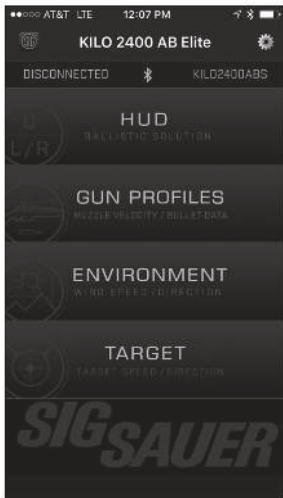 AT&T LTE 12:07 PM
KILO 2400 AB Elite
DISCONNECTED KILO2400ABS
HUD
BALLISTIC SOLUTION
L/R
GUN PROFILES
MUZZLE VELOCITY / BULLET DATA
ENVIRONMENT
WIND SPEED / DIRECTION
TARGET
TARGET SPEED / DIRECTION
SIG
SAUER